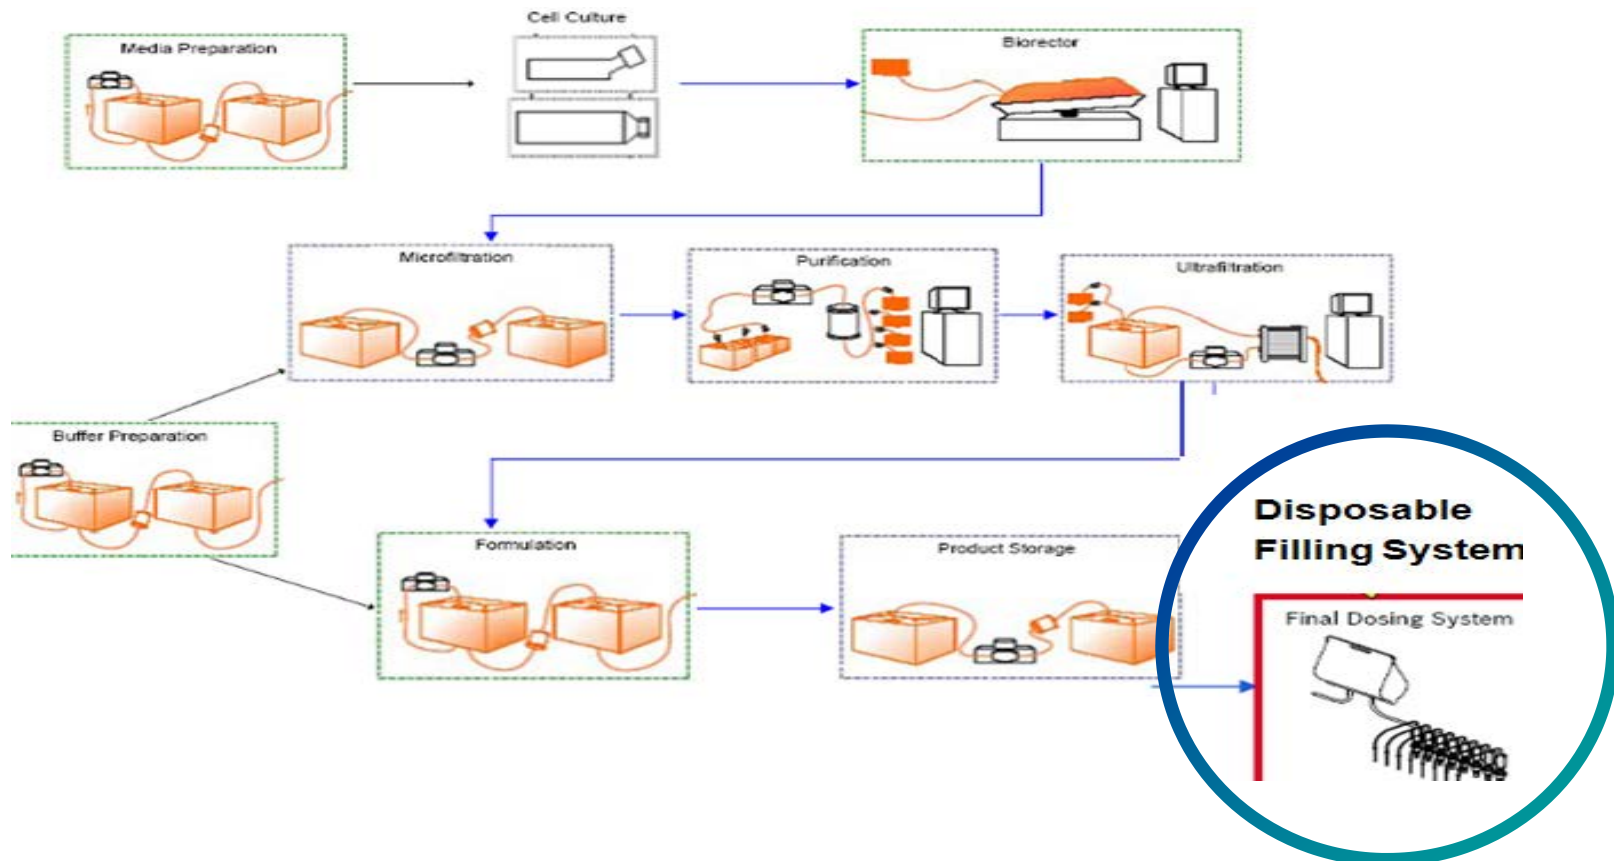 Cell Culture
Media Preparation
Biorector
Microfiltration
Purification
Ultrafiltration
Buffer Preparation
Formulation
Product Storage
Disposable
Filling System
Final Dosing System